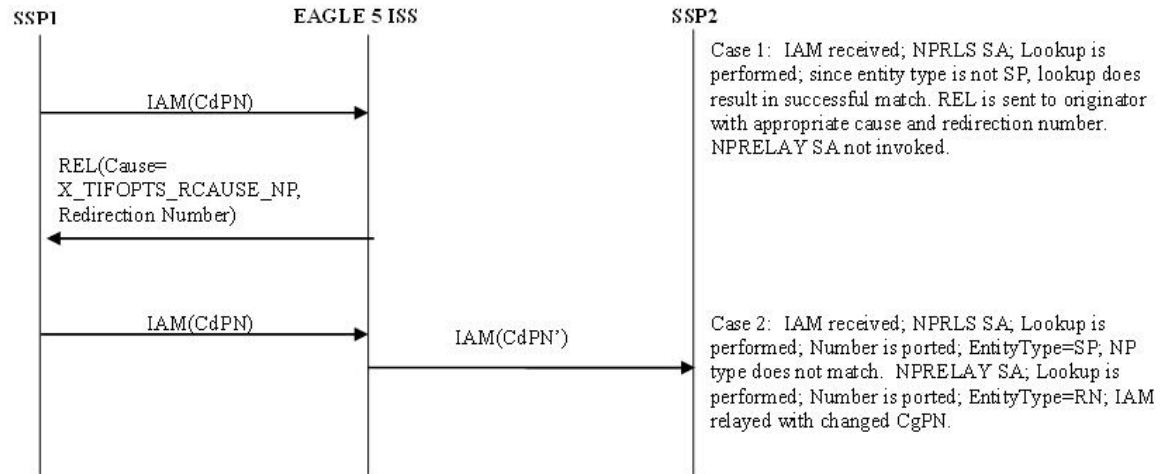 SSP1
EAGLE 5 ISS
SSP2
Case 1: IAM received; NPRLS SA; Lookup is
performed; since entity type is not SP, lookup does
result in successful match. REL is sent to originator
with appropriate cause and redirection number.
NPRELAY SA not invoked.
IAM(CdPN)
REL(Cause=
X_TIFOPTS_RCAUSE_NP,
Redirection Number)
IAM(CdPN)
IAM(CdPN’)
Case 2: IAM received; NPRLS SA; Lookup is
performed; Number is ported; EntityType=SP; NP
type does not match. NPRELAY SA; Lookup is
performed; Number is ported; EntityType=RN; IAM
relayed with changed CgPN.